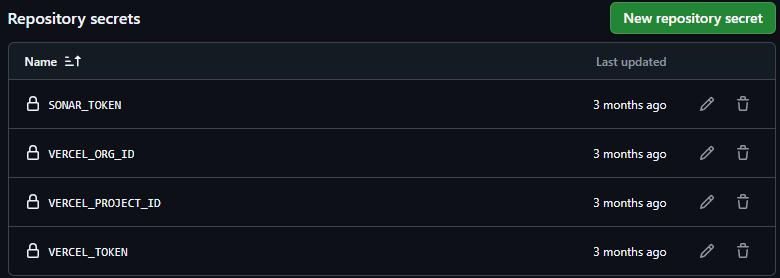 Repository secrets
New repository secret
Name Last updated
SONAR_TOKEN 3 months ago
VERCEL_ORG_ID 3 months ago
VERCEL_PROJECT_ID 3 months ago
VERCEL_TOKEN 3 months ago